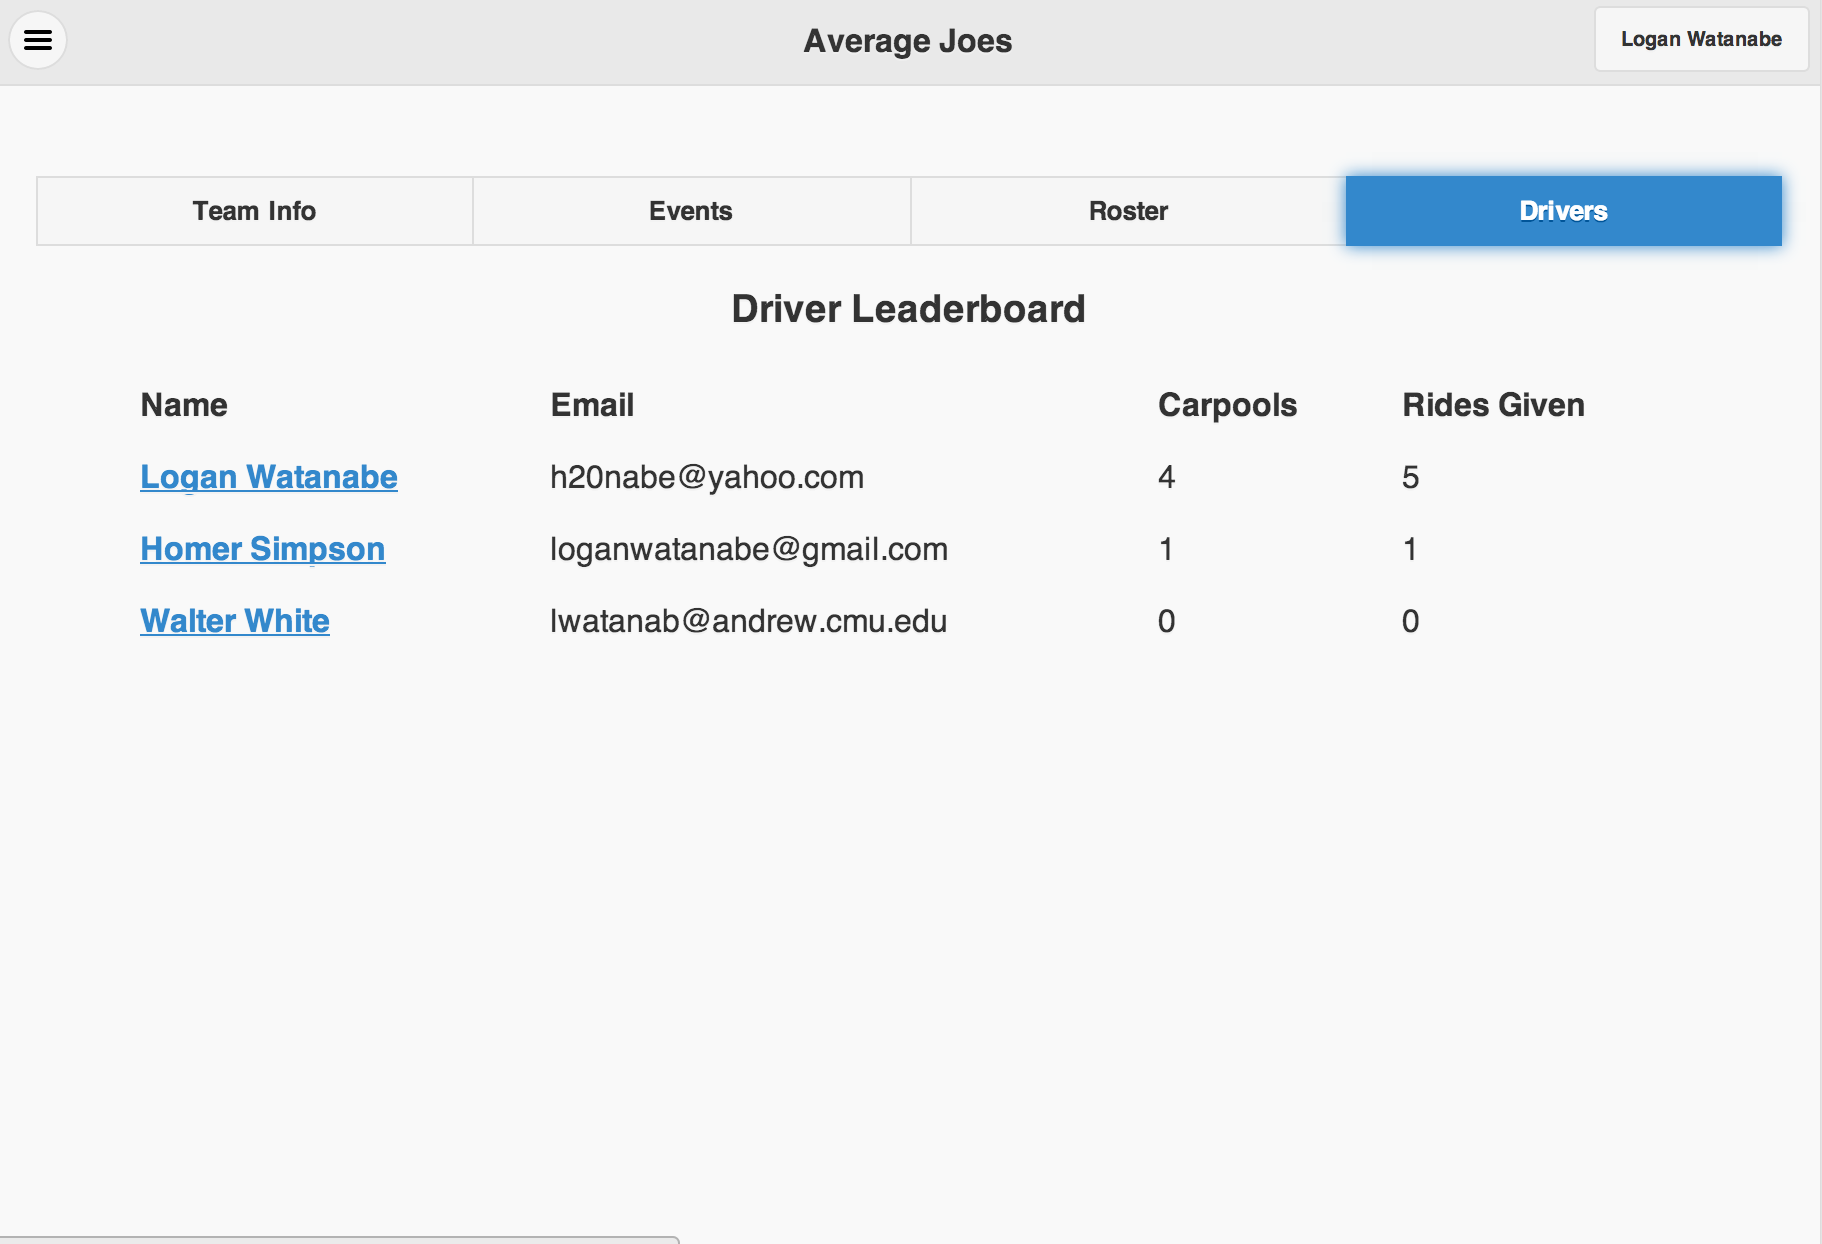 Average Joes
Logan Watanabe
Team Info Events Roster Drivers
Driver Leaderboard
Name Email Carpools Rides Given
Logan Watanabe h20nabe@yahoo.com 4 5
Homer Simpson loganwatanabe@gmail.com 1 1
Walter White lwatanab@andrew.cmu.edu 0 0